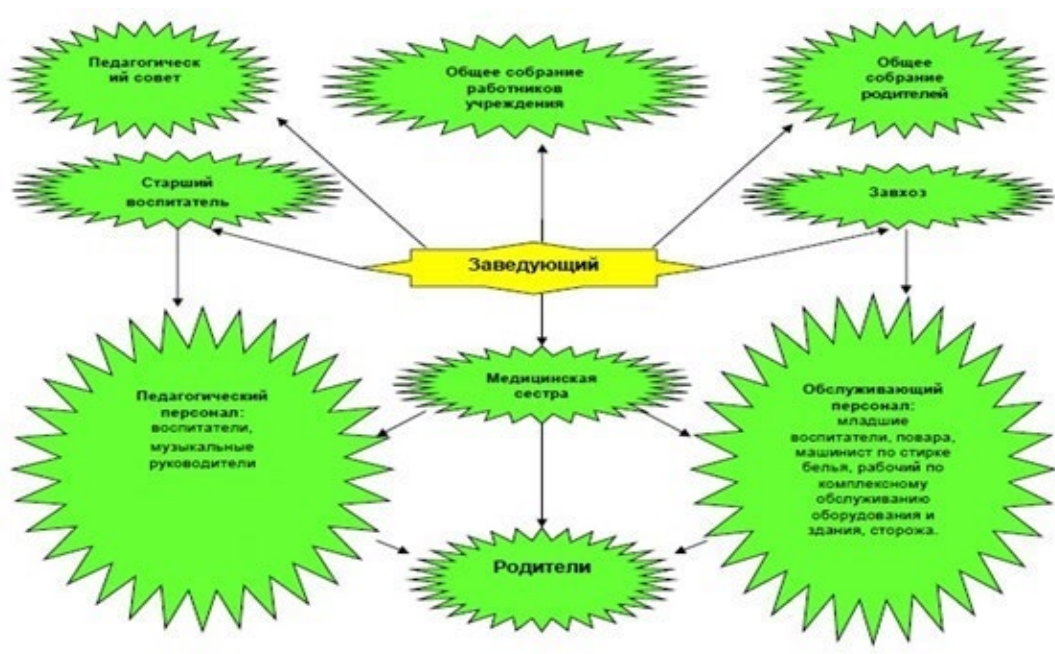 Педагогическ
ий совет
Общее собрание
работников
учреждения
Общее
собрание
родителей
Старший
воспитатель
Завхоз
Заведующий
Медицинская
сестра
Педагогический
персонал:
воспитатели,
музыкальные
руководители
Обслуживающий
персонал:
младшие
воспитатели, повара,
машинист по стирке
белья, рабочий по
комплексному
обслуживанию
оборудования и
здания, сторожа.
Родители